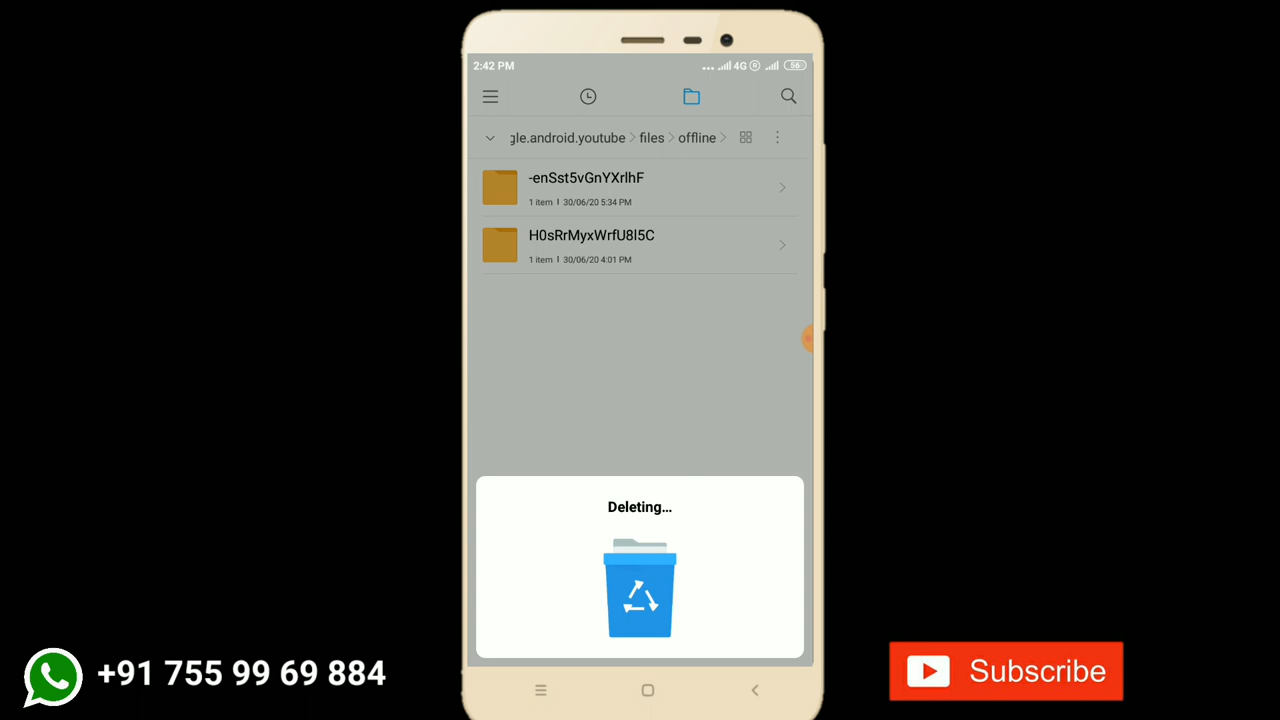 2:42 PM
4G R 56
gle.android.youtube > files > offline >
-enSst5vGnYXrlhF
1 item | 30/06/20 5:34 PM
H0sRrMyxWrfU8l5C
1 item | 30/06/20 4:01 PM
Deleting...
+91 755 99 69 884
Subscribe